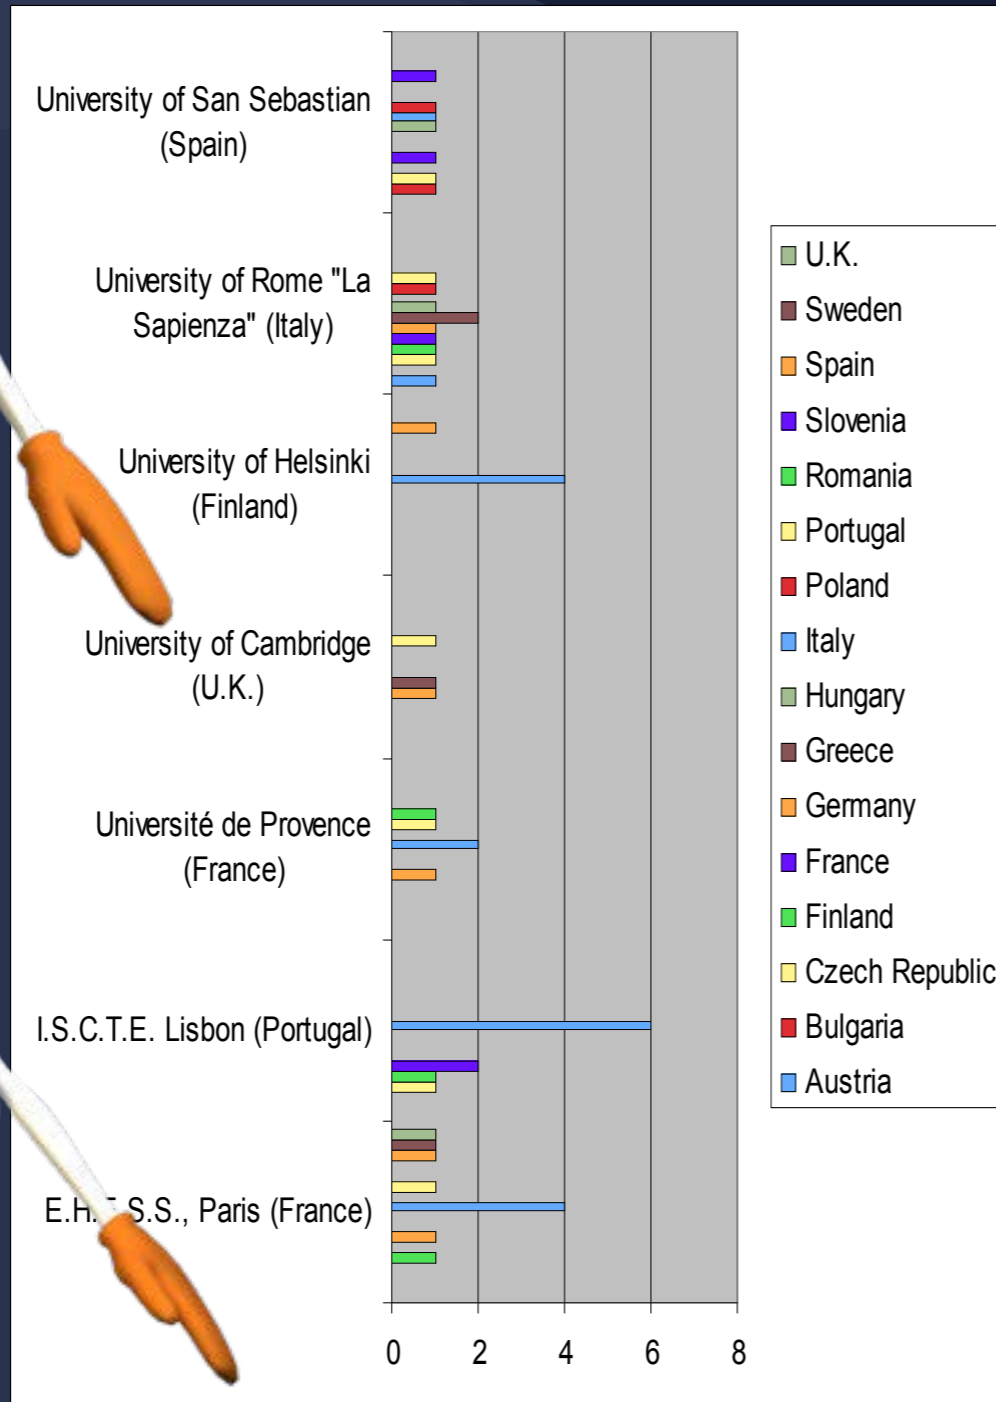 University of San Sebastian
(Spain)
University of Rome "La
Sapienza" (Italy)
University of Helsinki
(Finland)
University of Cambridge
(U.K.)
Université de Provence
(France)
I.S.C.T.E. Lisbon (Portugal)
Paris (France)
0 2 4 6 8
U.K.
Sweden
Spain
Slovenia
Romania
Portugal
Poland
Italy
Hungary
Greece
Germany
France
Finland
Czech Republic
Bulgaria
Austria